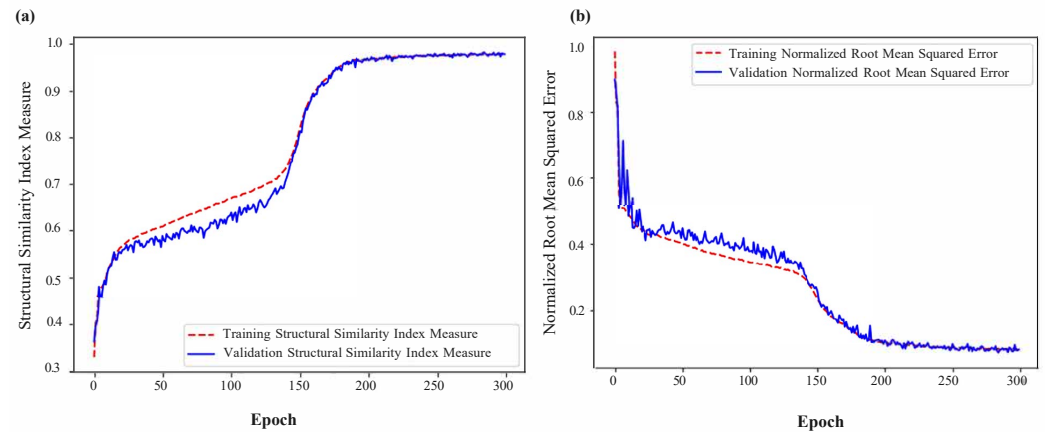 (a)
1.0
0.9
0.8
0.7
0.6
0.5
0.4
0.3
Structural Similarity Index Measure
Training Structural Similarity Index Measure
Validation Structural Similarity Index Measure
0
50
100
150
200
250
300
Epoch
(b)
1.0
0.8
0.6
0.4
0.2
Normalized Root Mean Squared Error
Training Normalized Root Mean Squared Error
Validation Normalized Root Mean Squared Error
0
50
100
150
200
250
300
Epoch